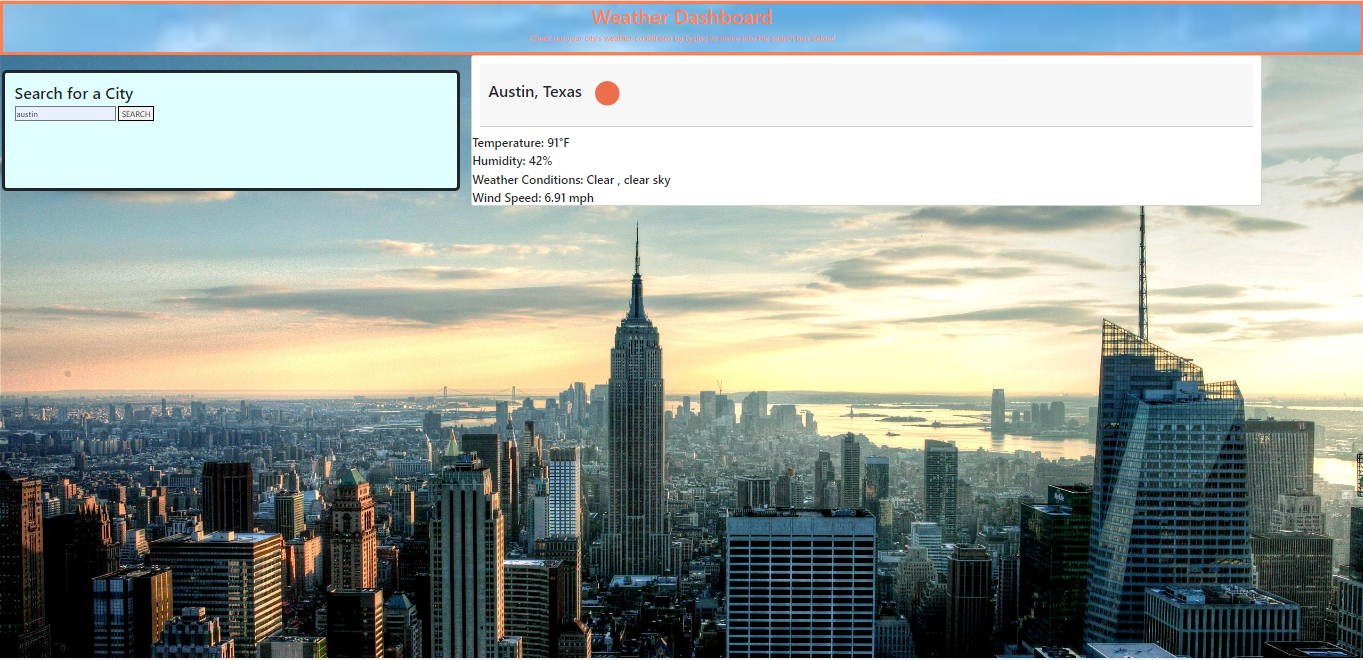 Weather Dashboard
Check out your city's weather conditions by typing its name into the search box below!
Search for a City
austin
SEARCH
Austin, Texas
Temperature: 91°F
Humidity: 42%
Weather Conditions: Clear , clear sky
Wind Speed: 6.91 mph